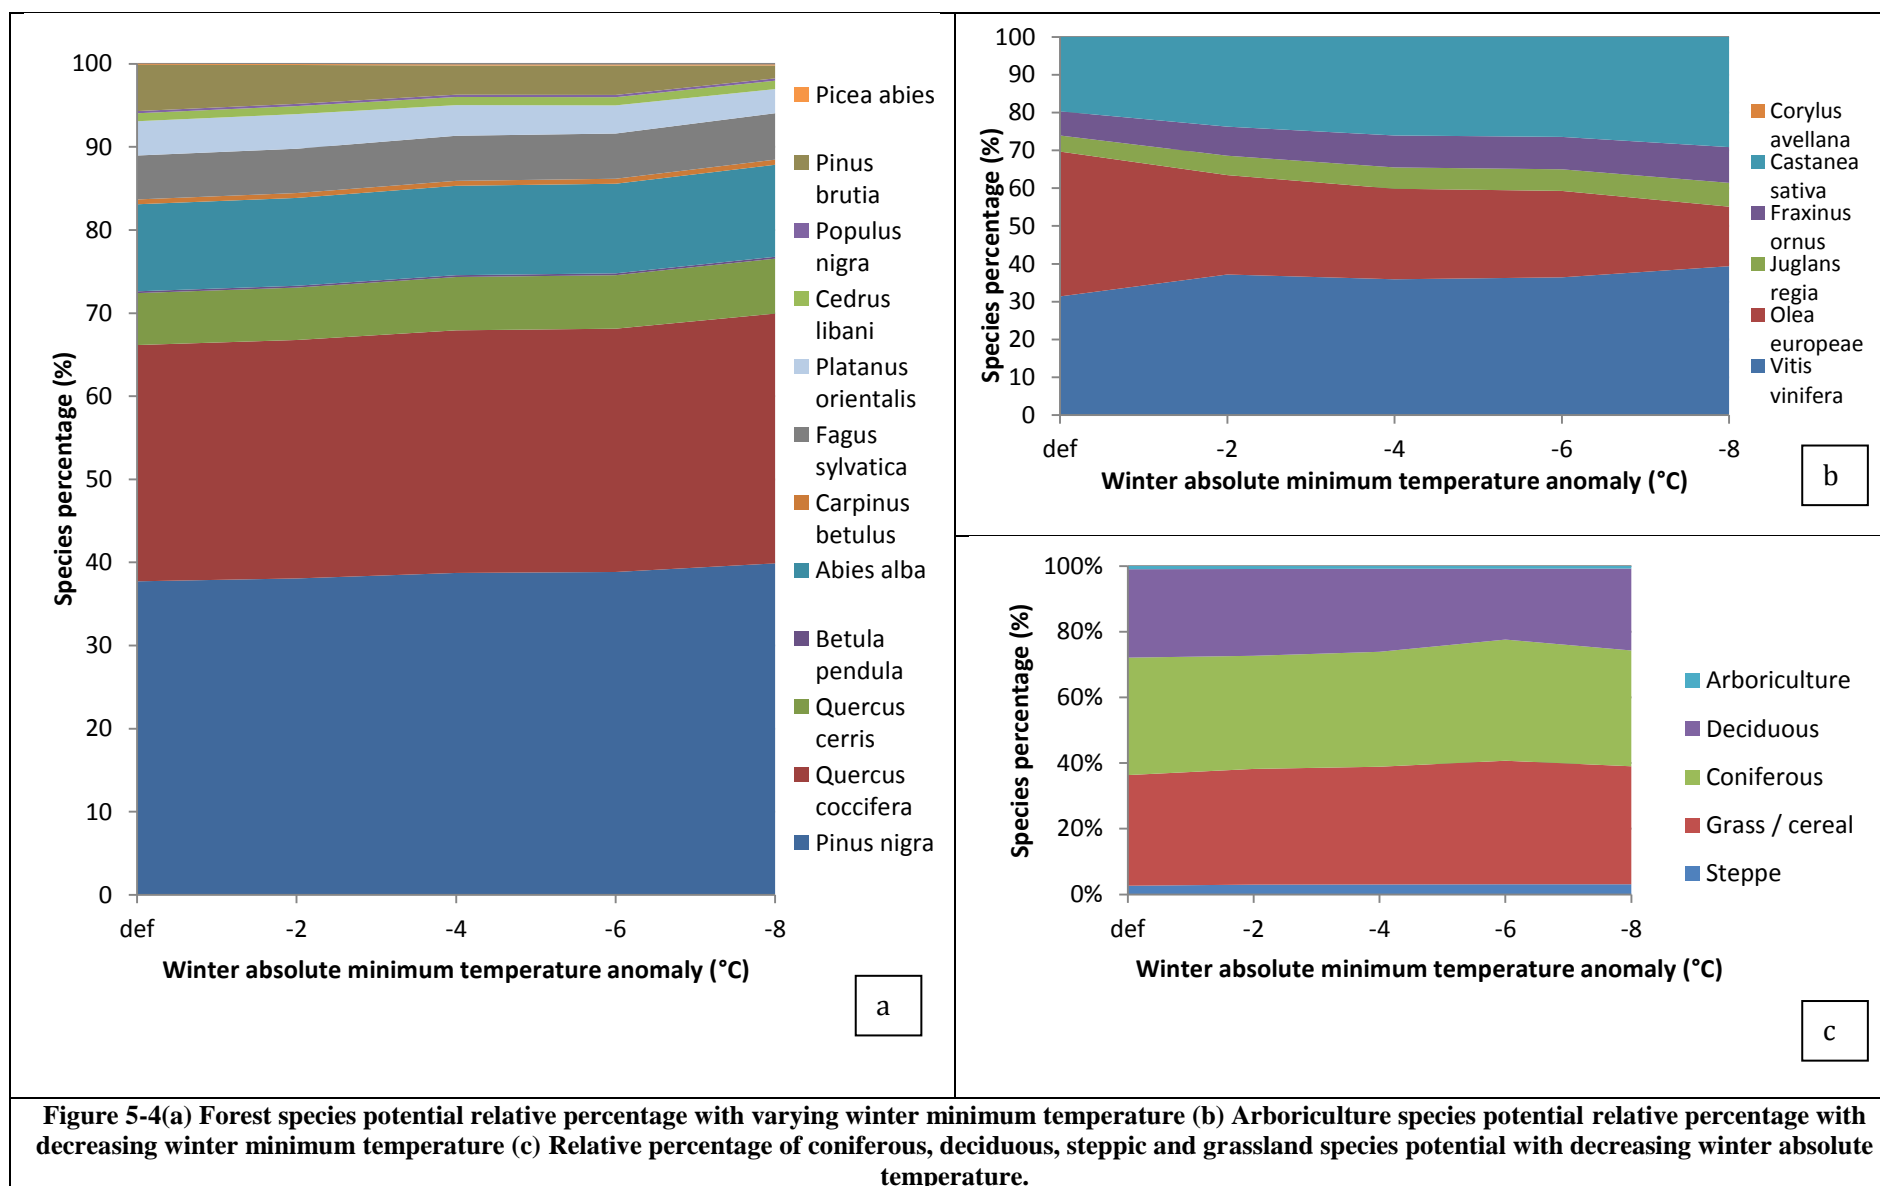 100
90
80
70
60
50
40
30
20
10
0
Species percentage (%)
def -2 -4 -6 -8
Winter absolute minimum temperature anomaly (°C)
Picea abies
Pinus
brutia
Populus
nigra
Cedrus
libani
Platanus
orientalis
Fagus
sylvatica
Carpinus
betulus
Abies alba
Betula
pendula
Quercus
cerris
Quercus
coccifera
Pinus nigra
a
100
90
80
70
60
50
40
30
20
10
0
Species percentage (%)
def -2 -4 -6 -8
Winter absolute minimum temperature anomaly (°C)
Corylus
avellana
Castanea
sativa
Fraxinus
ornus
Juglans
regia
Olea
europeae
Vitis
vinifera
b
100%
80%
60%
40%
20%
0%
Species percentage (%)
def -2 -4 -6 -8
Winter absolute minimum temperature anomaly (°C)
Arboriculture
Deciduous
Coniferous
Grass / cereal
Steppe
c
Figure 5-4(a) Forest species potential relative percentage with varying winter minimum temperature (b) Arboriculture species potential relative percentage with
decreasing winter minimum temperature (c) Relative percentage of coniferous, deciduous, steppic and grassland species potential with decreasing winter absolute
temperature.